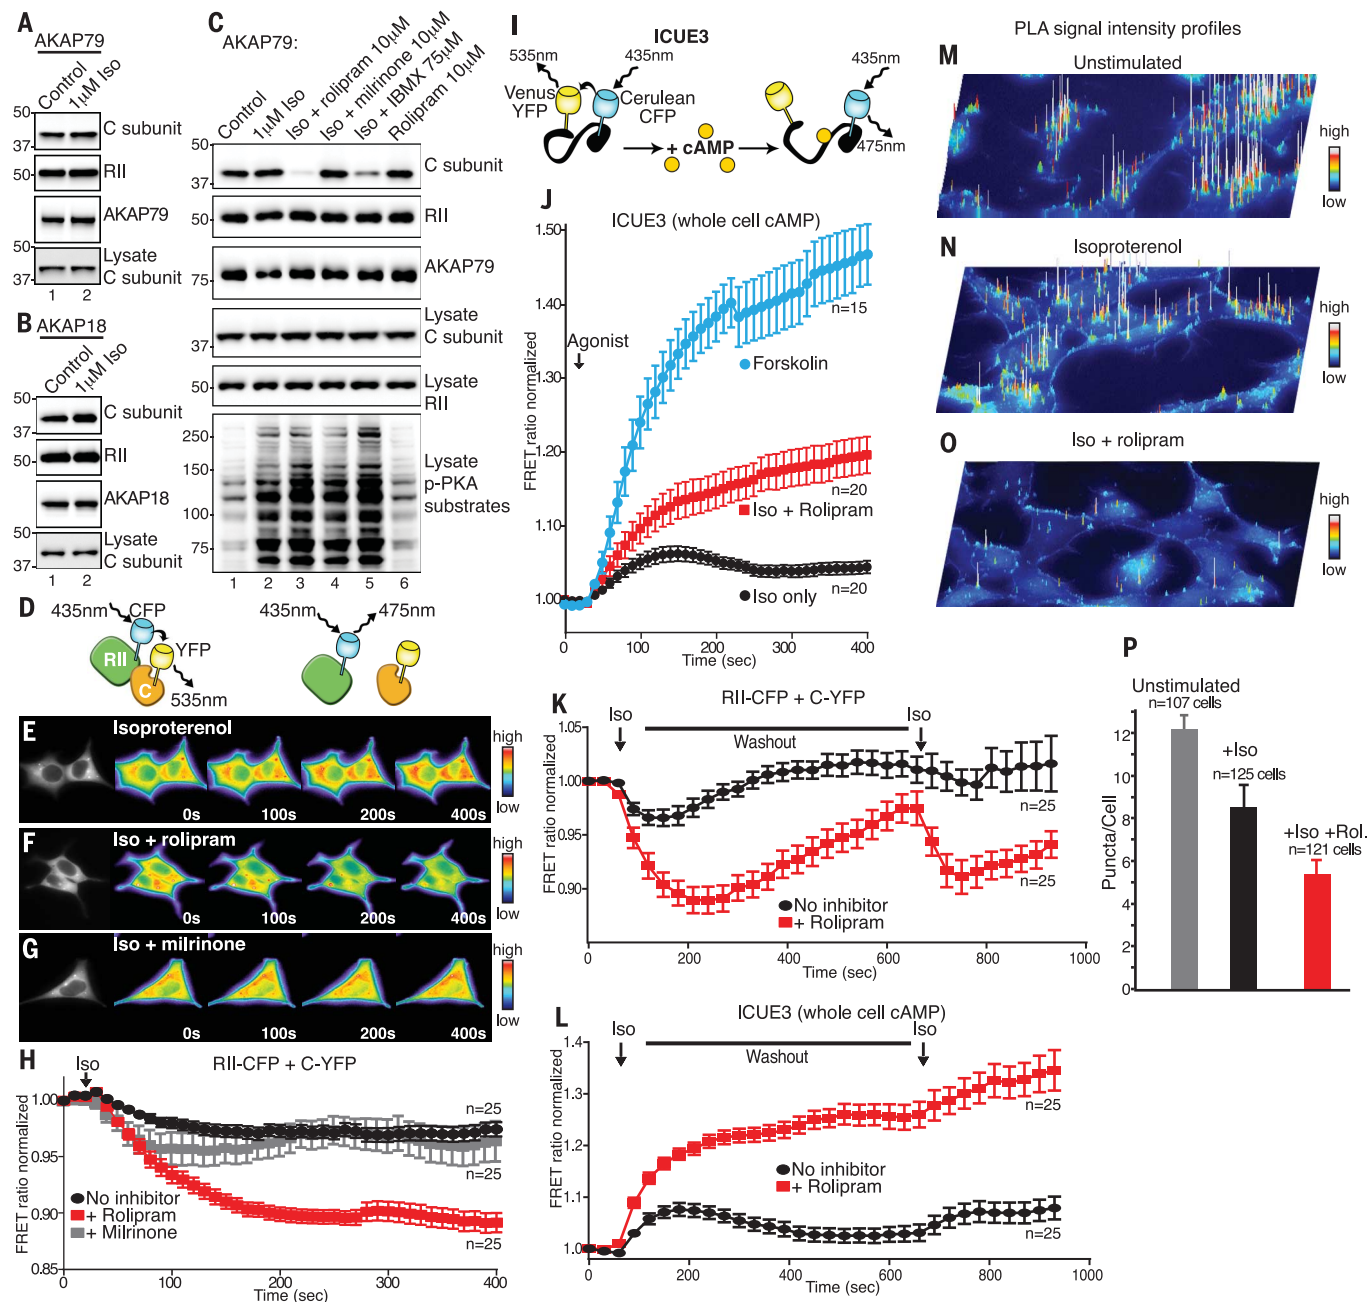 A
AKAP79
Control
1μM Iso
50
37
C subunit
50
RII
AKAP79
50
37
Lysate
C subunit
1 2
B
AKAP18
Control
1μM Iso
50
37
C subunit
50
RII
AKAP18
50
37
Lysate
C subunit
1 2
C
AKAP79:
Control
1μM Iso
Iso + rolipram 10μM
Iso + milrinone 10μM
Iso + IBMX 75μM
Rolipram 10μM
50
37
C subunit
50
RII
75
AKAP79
37
Lysate
C subunit
50
Lysate
RII
250
150
100
75
Lysate
p-PKA
substrates
1 2 3 4 5 6
D
435nm
CFP
YFP
RII
C
535nm
435nm
475nm
E
Isoproterenol
0s 100s 200s 400s
high
low
F
Iso + rolipram
0s 100s 200s 400s
high
low
G
Iso + milrinone
0s 100s 200s 400s
high
low
H
RII-CFP + C-YFP
Iso
FRET ratio normalized
1.00
0.95
0.90
0.85
n=25
n=25
n=25
No inhibitor
+ Rolipram
+ Milrinone
0 100 200 300 400
Time (sec)
I
ICUE3
535nm
435nm
Venus
YFP
Cerulean
CFP
+ cAMP
435nm
475nm
J
ICUE3 (whole cell cAMP)
FRET ratio normalized
1.50
1.40
1.30
1.20
1.10
1.00
Agonist
n=15
Forskolin
n=20
Iso + Rolipram
n=20
Iso only
0 100 200 300 400
Time (sec)
K
RII-CFP + C-YFP
Iso
Iso
Washout
FRET ratio normalized
1.05
1.00
0.95
0.90
n=25
n=25
No inhibitor
+ Rolipram
0 200 400 600 800 1000
Time (sec)
L
ICUE3 (whole cell cAMP)
Iso
Iso
Washout
FRET ratio normalized
1.4
1.3
1.2
1.1
1.0
n=25
n=25
No inhibitor
+ Rolipram
0 200 400 600 800 1000
Time (sec)
PLA signal intensity profiles
M
Unstimulated
high
low
N
Isoproterenol
high
low
O
Iso + rolipram
high
low
P
Unstimulated
n=107 cells
+Iso
n=125 cells
+Iso +Rol.
n=121 cells
Puncta/Cell
12
10
8
6
4
2
0